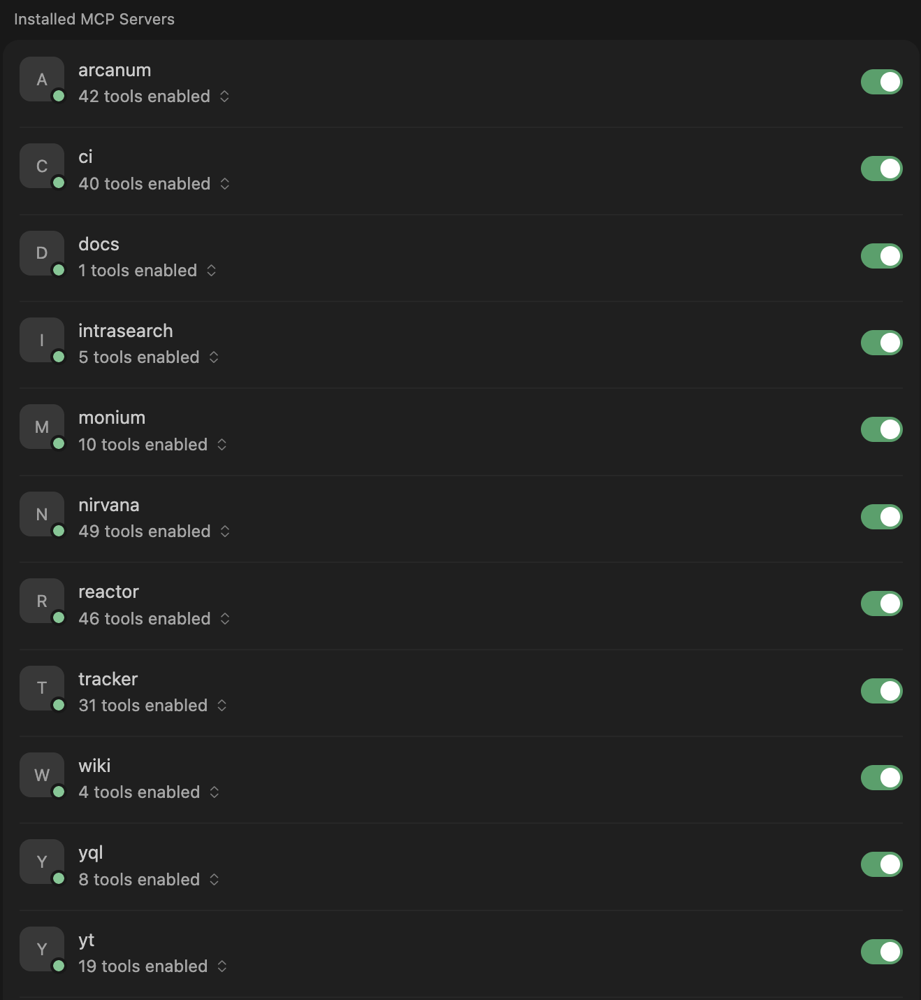 Installed MCP Servers
A
arcanum
42 tools enabled
C
ci
40 tools enabled
D
docs
1 tools enabled
I
intrasearch
5 tools enabled
M
monium
10 tools enabled
N
nirvana
49 tools enabled
R
reactor
46 tools enabled
T
tracker
31 tools enabled
W
wiki
4 tools enabled
Y
yql
8 tools enabled
Y
yt
19 tools enabled